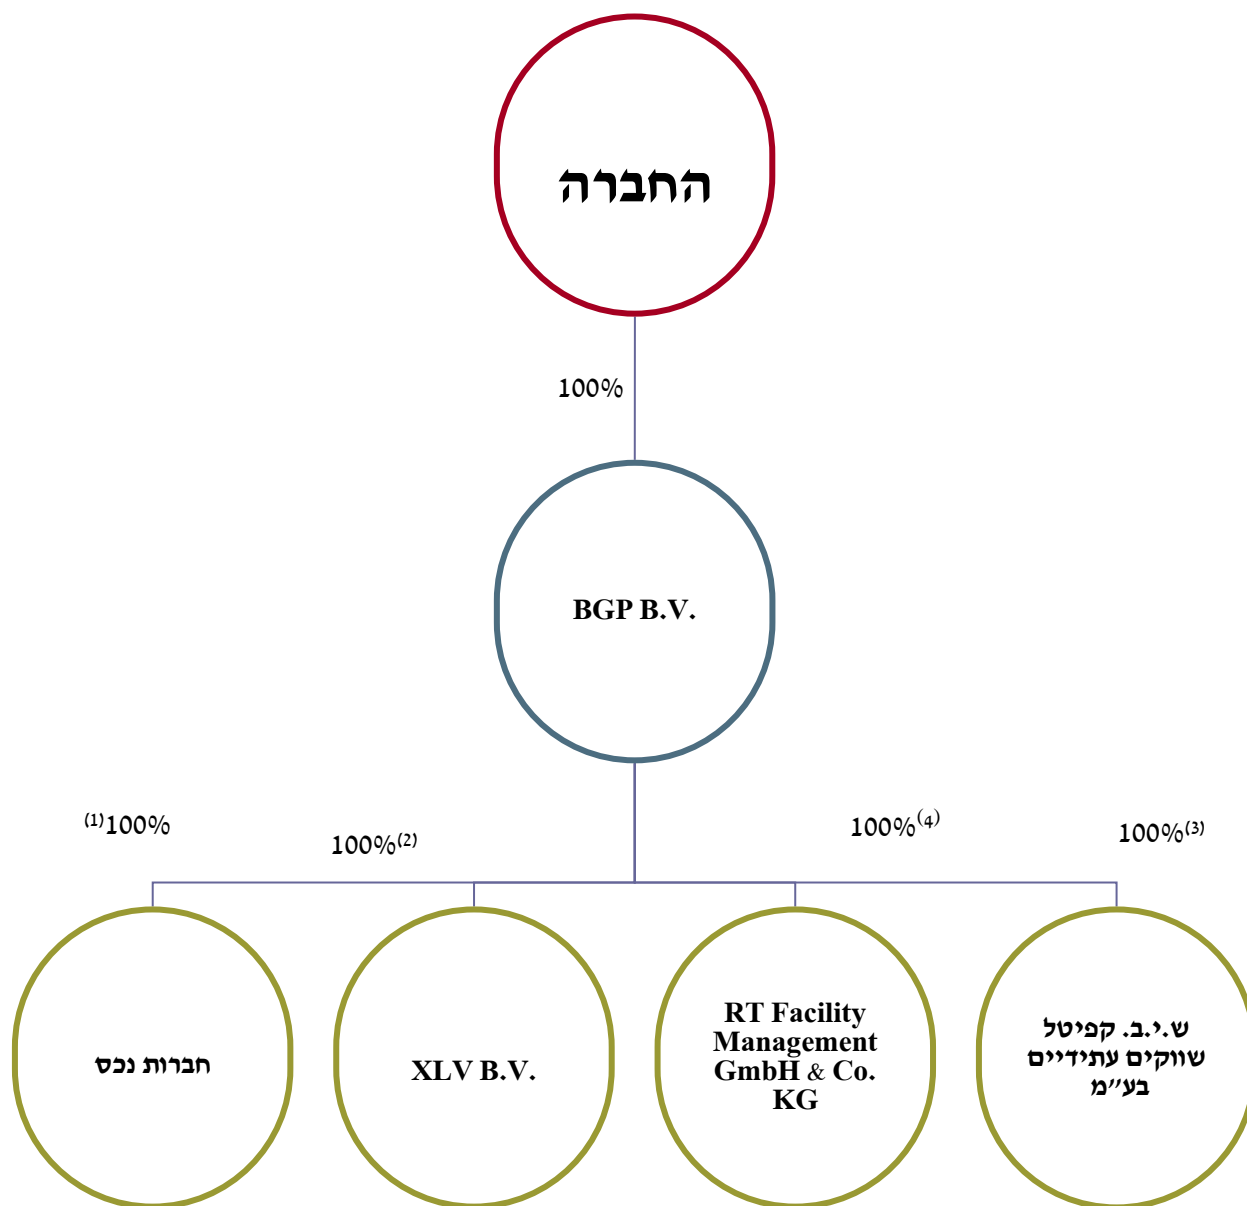 החברה
100%
BGP B.V.
(1)100%
100%(2)
100%(4)
100%(3)
חברות נכס
XLV B.V.
RT Facility
Management
GmbH & Co.
KG
ש.י.ב. קפיטל
שווקים עתידיים
בע"מ